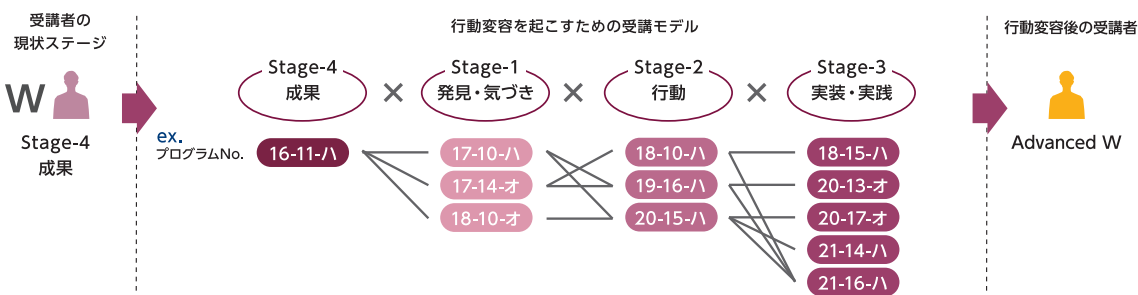 受講者の
現状ステージ
W
Stage-4
成果
行動変容を起こすための受講モデル
Stage-4
成果
×
Stage-1
発見・気づき
×
Stage-2
行動
×
Stage-3
実装・実践
ex.
プログラムNo.
16-11-ハ
17-10-ハ
17-14-オ
18-10-オ
18-10-ハ
19-16-ハ
20-15-ハ
18-15-ハ
20-13-オ
20-17-オ
21-14-ハ
21-16-ハ
行動変容後の受講者
Advanced W